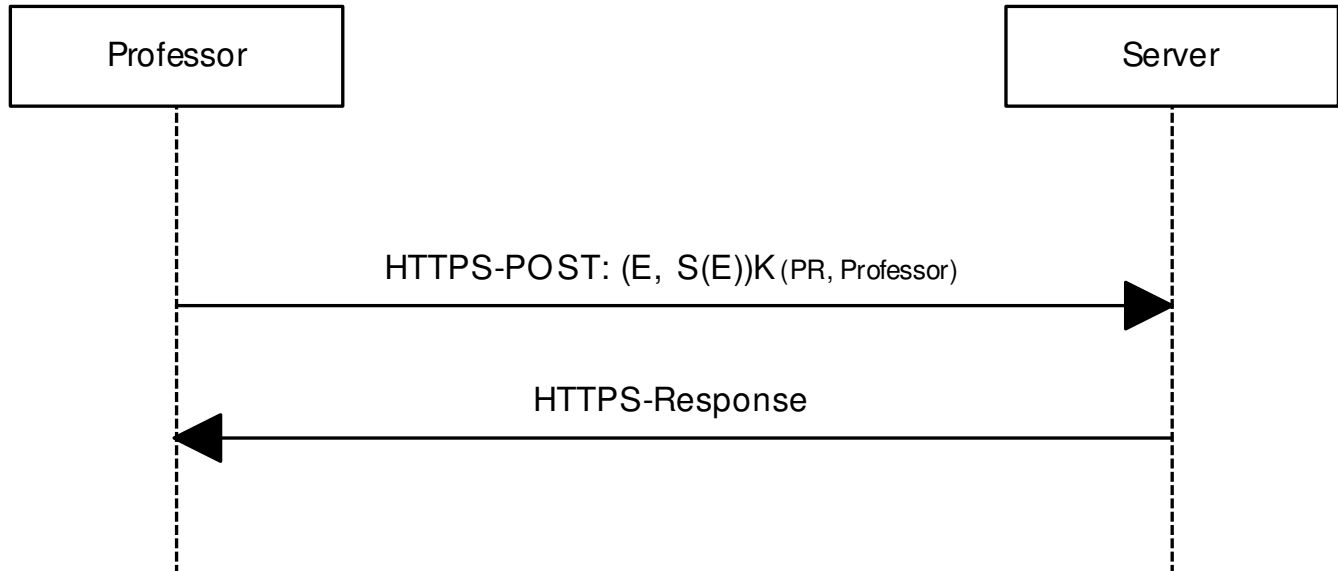 Professor
Server
HTTPS-POST: (E, S(E))K(PR, Professor)
HTTPS-Response